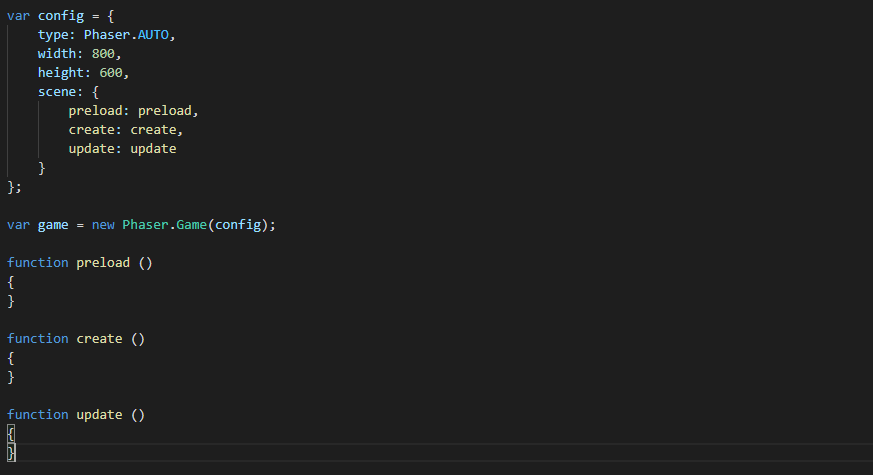 var config = {
    type: Phaser.AUTO,
    width: 800,
    height: 600,
    scene: {
        preload: preload,
        create: create,
        update: update
    }
};

var game = new Phaser.Game(config);

function preload ()
{
}

function create ()
{
}

function update ()
{
}